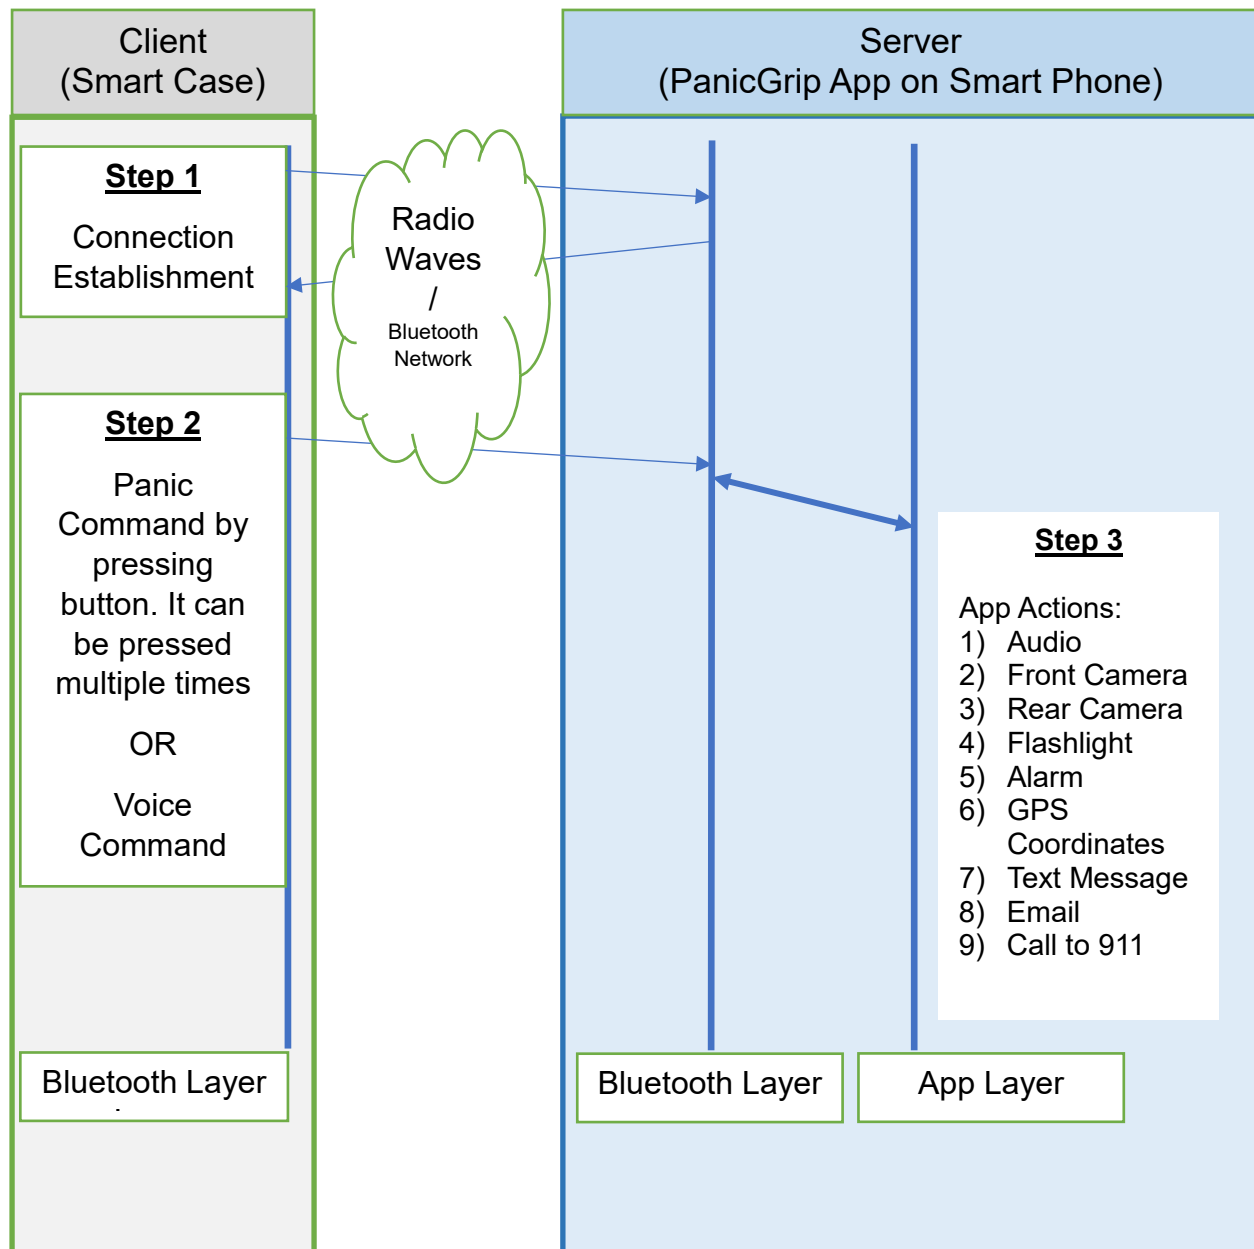 Client
(Smart Case)
Server
(PanicGrip App on Smart Phone)
Step 1
Connection
Establishment
Radio
Waves
/
Bluetooth
Network
Step 2
Panic
Command by
pressing
button. It can
be pressed
multiple times
OR
Voice
Command
Step 3
App Actions:
1) Audio
2) Front Camera
3) Rear Camera
4) Flashlight
5) Alarm
6) GPS
Coordinates
7) Text Message
8) Email
9) Call to 911
Bluetooth Layer
Bluetooth Layer
App Layer